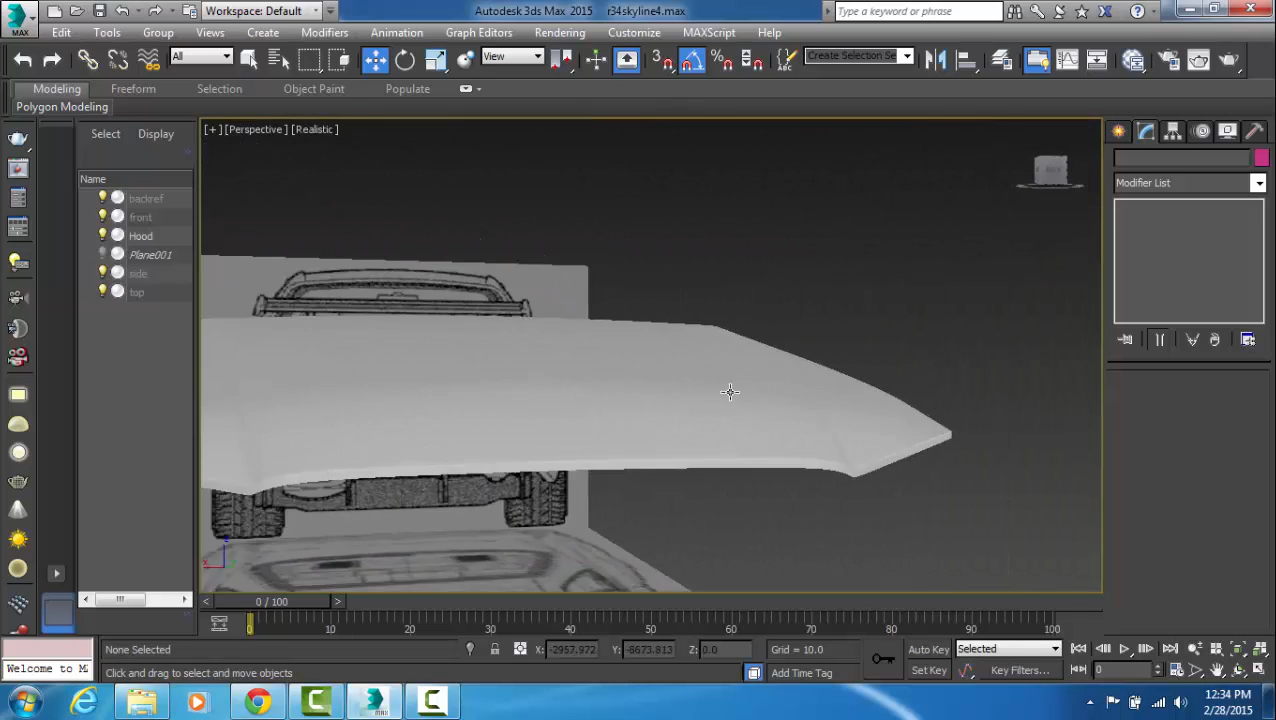 Workspace: Default
Autodesk 3ds Max 2015 r34skyline4.max
Type a keyword or phrase
MAX
Edit Tools Group Views Create Modifiers Animation Graph Editors Rendering Customize MAXScript Help
All
View
3
Create Selection Se
Modeling Freeform Selection Object Paint Populate
Polygon Modeling
Select Display
[+][Perspective][Realistic]
Name
backref
front
Hood
Plane001
side
top
Modifier List
0 / 100
0 10 20 30 40 50 60 70 80 90 100
None Selected
X: -2957.972 Y: -6673.813 Z: 0.0
Grid = 10.0
Auto Key
Selected
Welcome to M
Click and drag to select and move objects
Add Time Tag
Set Key
Key Filters...
0
12:34 PM
2/28/2015